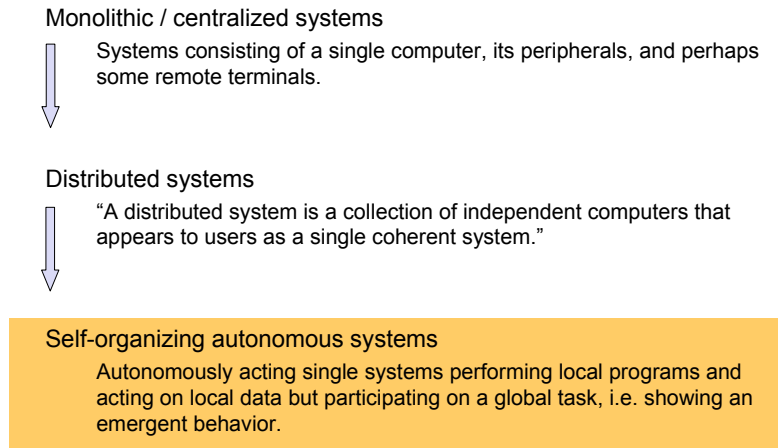 Monolithic / centralized systems
Systems consisting of a single computer, its peripherals, and perhaps
some remote terminals.
Distributed systems
“A distributed system is a collection of independent computers that
appears to users as a single coherent system.”
Self-organizing autonomous systems
Autonomously acting single systems performing local programs and
acting on local data but participating on a global task, i.e. showing an
emergent behavior.